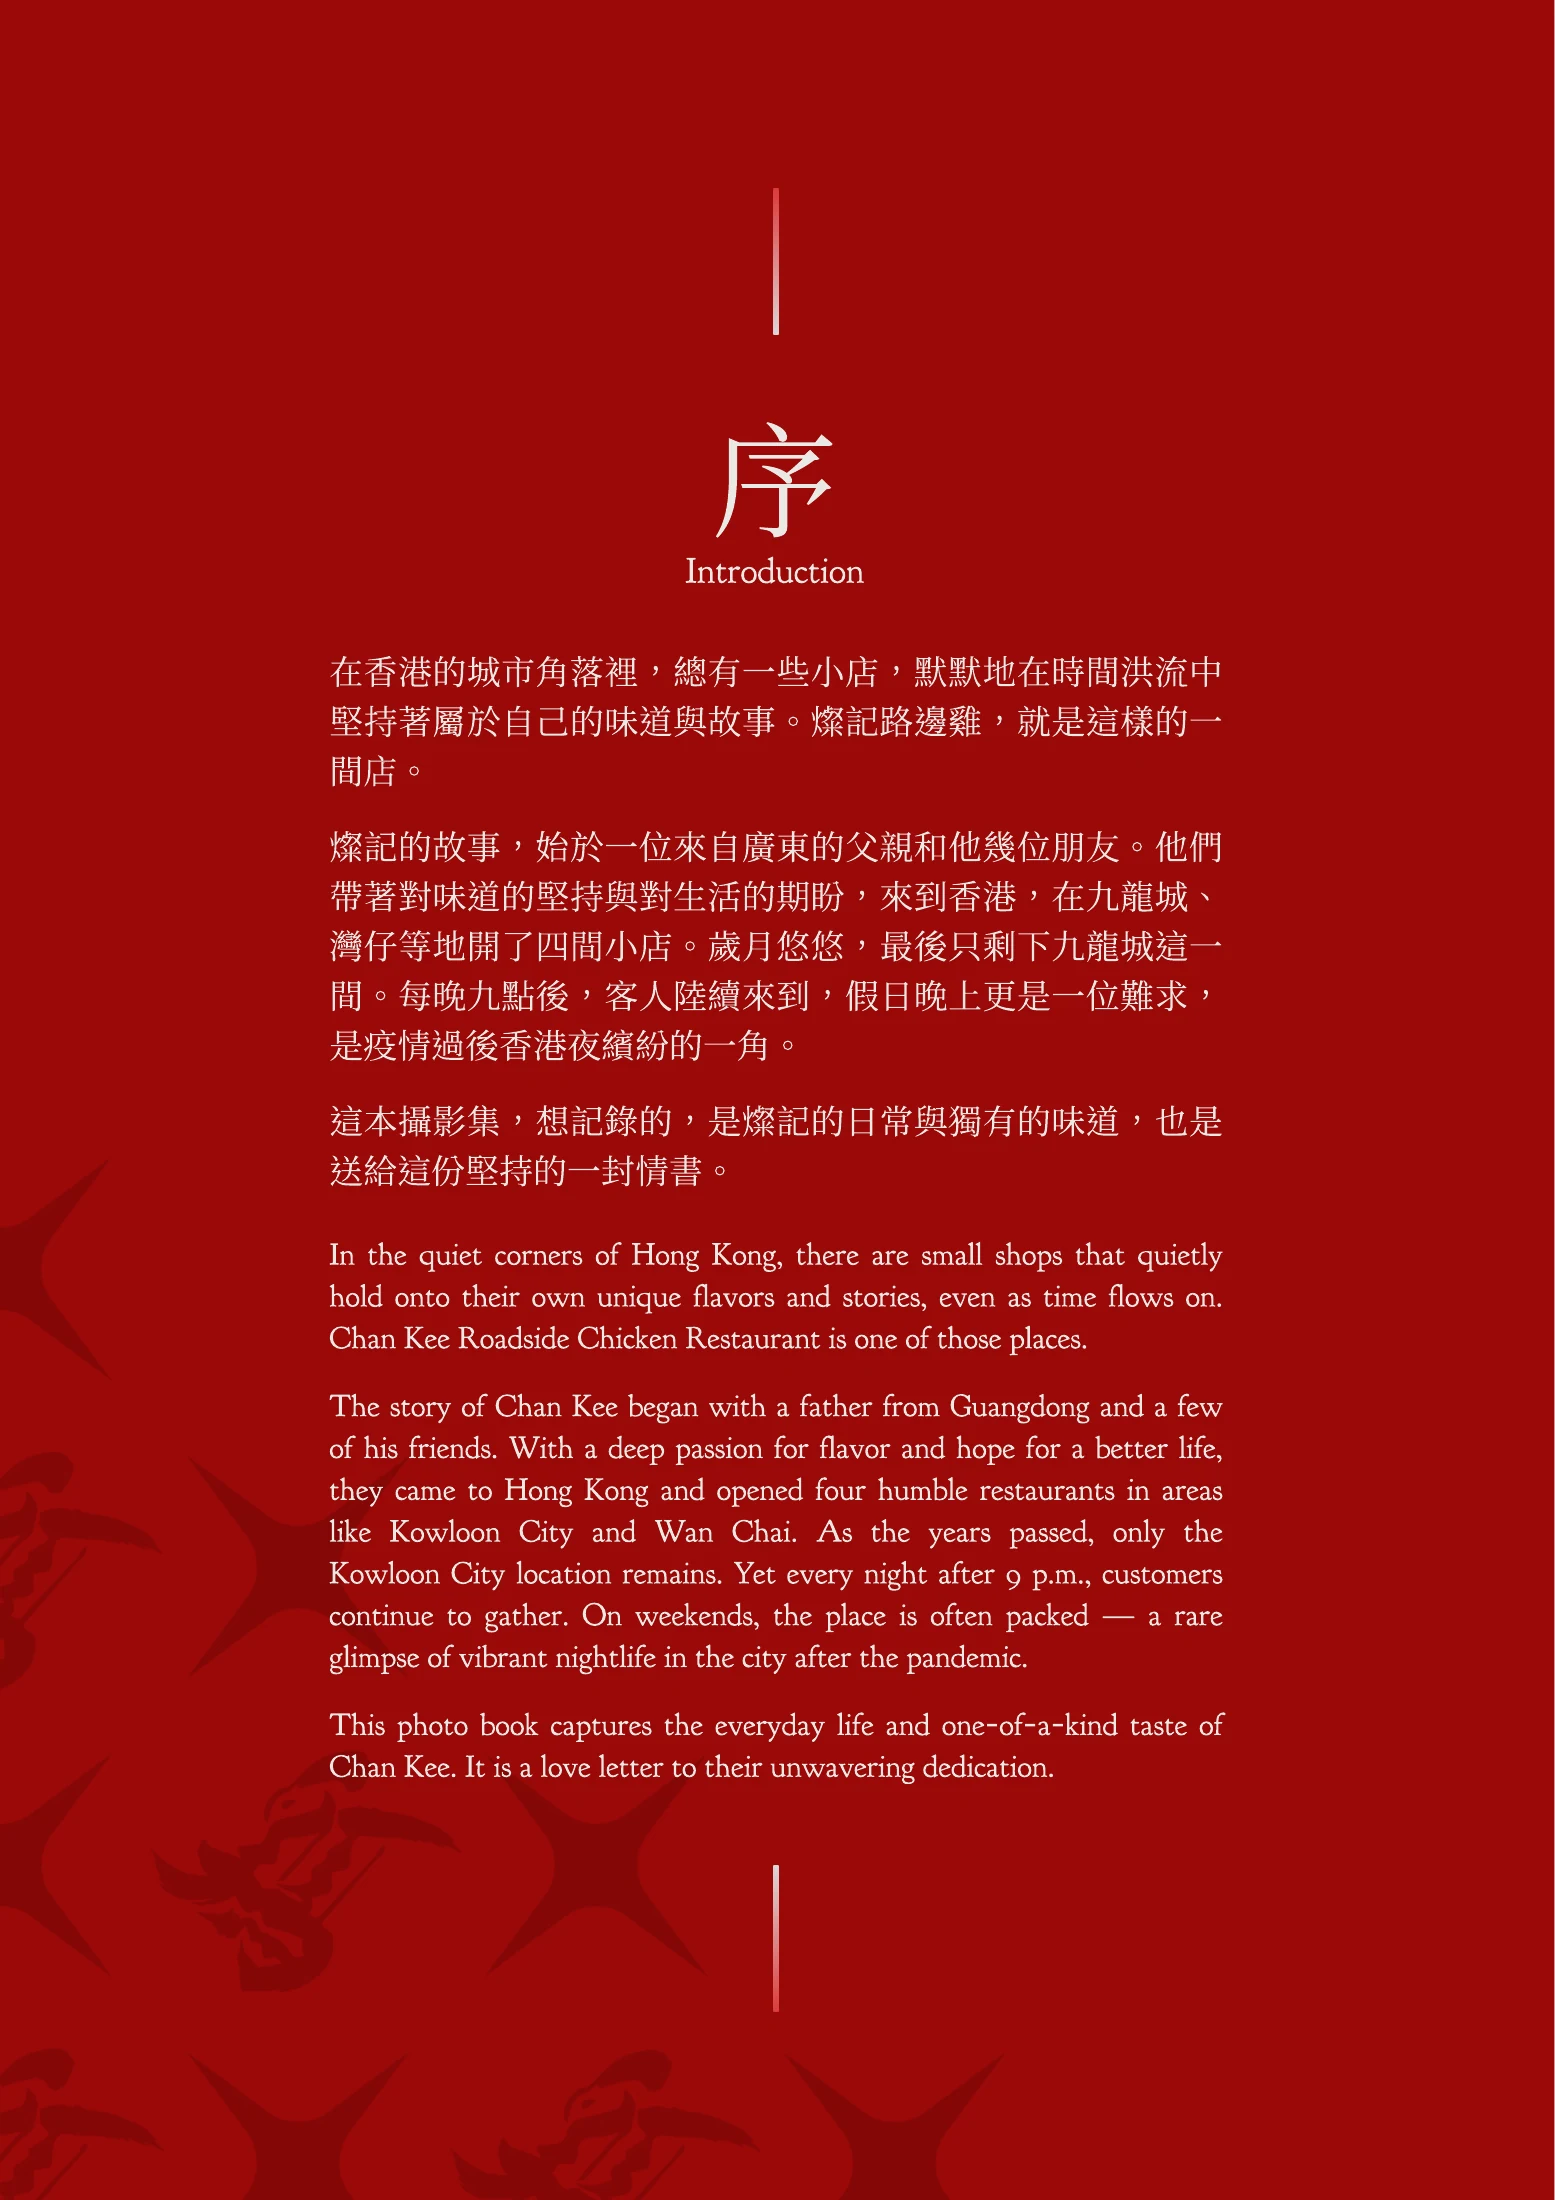 序
Introduction
在香港的城市角落裡，總有一些小店，默默地在時間洪流中
堅持著屬於自己的味道與故事。燦記路邊雞，就是這樣的一
間店。
燦記的故事，始於一位來自廣東的父親和他幾位朋友。他們
帶著對味道的堅持與對生活的期盼，來到香港，在九龍城、
灣仔等地開了四間小店。歲月悠悠，最後只剩下九龍城這一
間。每晚九點後，客人陸續來到，假日晚上更是一位難求，
是疫情過後香港夜繽紛的一角。
這本攝影集，想記錄的，是燦記的日常與獨有的味道，也是
送給這份堅持的一封情書。
In the quiet corners of Hong Kong, there are small shops that quietly
hold onto their own unique flavors and stories, even as time flows on.
Chan Kee Roadside Chicken Restaurant is one of those places.
The story of Chan Kee began with a father from Guangdong and a few
of his friends. With a deep passion for flavor and hope for a better life,
they came to Hong Kong and opened four humble restaurants in areas
like Kowloon City and Wan Chai. As the years passed, only the
Kowloon City location remains. Yet every night after 9 p.m., customers
continue to gather. On weekends, the place is often packed — a rare
glimpse of vibrant nightlife in the city after the pandemic.
This photo book captures the everyday life and one-of-a-kind taste of
Chan Kee. It is a love letter to their unwavering dedication.